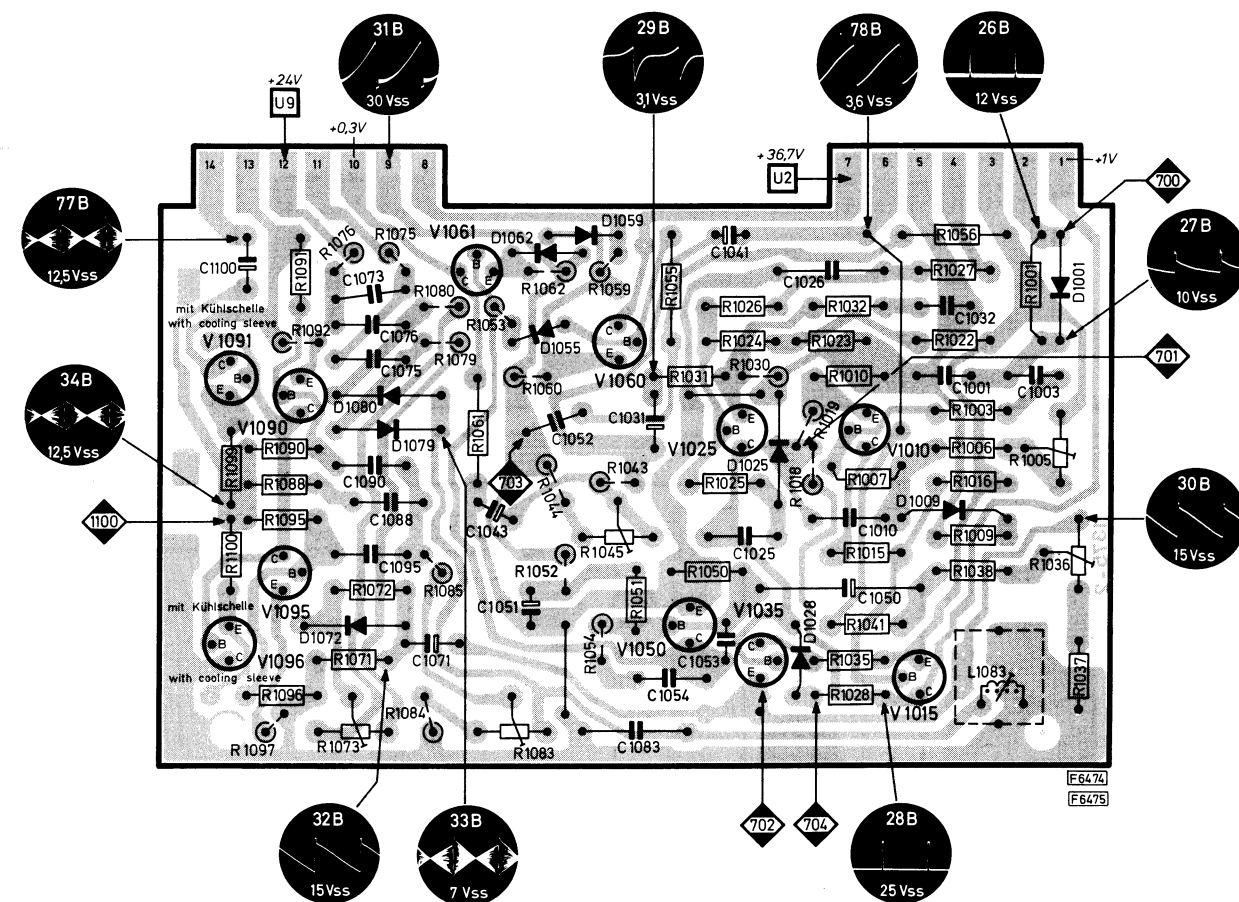 31B
30 Vss
29B
3,1 Vss
78B
3,6 Vss
26B
12 Vss
+24V
U9
+0,3V
+36,7V
U2
+1V
14 13 12 11 10 9 8
7 6 5 4 3 2 1
700
77B
12,5 Vss
27B
10 Vss
701
34B
12,5 Vss
1100
30B
15 Vss
703
C1100
R1091
R1076
R1075
C1073
V1061
D1062
D1059
R1062
R1059
R1055
C1041
R1056
C1026
R1027
R1001
D1001
mit Kühlschelle
with cooling sleeve
R1080
R1053
R1026
R1032
C1032
R1092
C1076
R1079
D1055
V1060
R1024
R1023
R1022
V1091
C1075
R1060
R1031
R1030
R1010
C1001
C1003
D1080
R1061
C1031
R1019
R1003
V1090
D1079
C1052
V1025
V1010
R1099
R1090
R1006
R1005
C1090
R1043
D1025
R1018
R1007
R1088
R1044
R1025
R1016
C1088
D1009
R1095
C1043
C1010
R1009
R1100
R1045
C1025
C1095
R1052
R1015
R1036
V1095
R1085
R1050
R1038
R1072
R1051
C1050
mit Kühlschelle
C1051
V1035
D1028
D1072
R1054
R1041
V1096
R1071
C1071
V1050
C1053
R1035
L1083
R1037
with cooling sleeve
C1054
R1096
R1028
V1015
R1084
R1097
R1073
R1083
C1083
F6474
F6475
32B
15 Vss
33B
7 Vss
702
704
28B
25 Vss